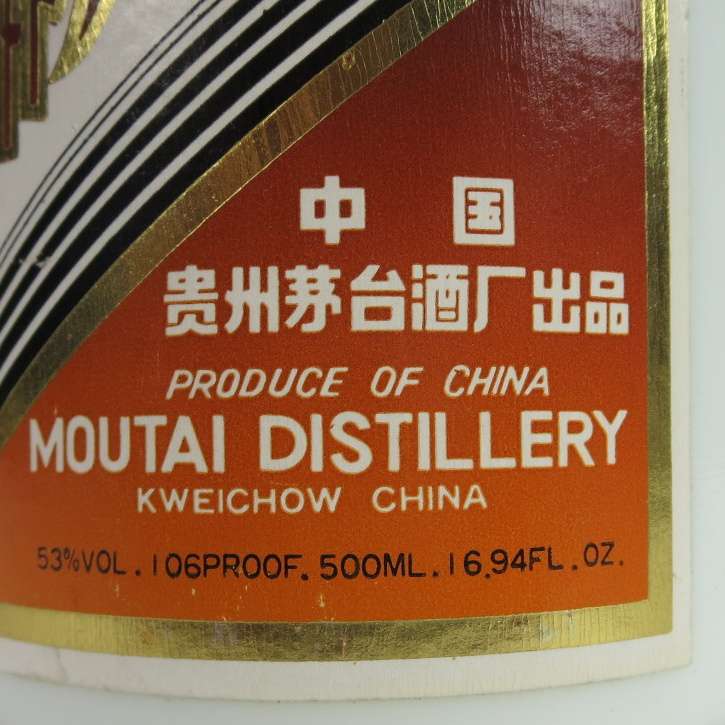 中 国
贵州茅台酒厂出品
PRODUCE OF CHINA
MOUTAI DISTILLERY
KWEICHOW CHINA
53%VOL. 106PROOF. 500ML. 16.94FL. OZ.